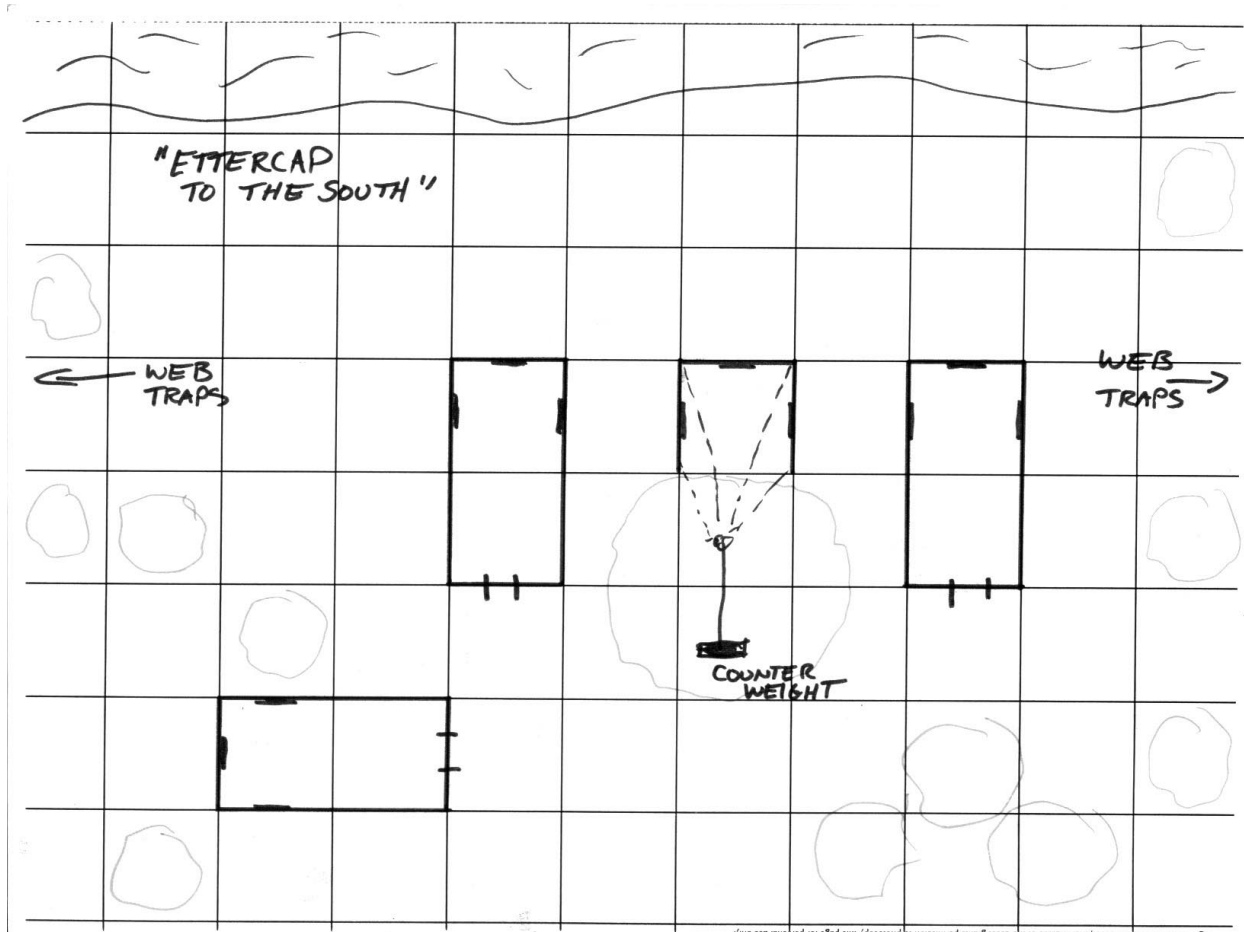 "ETTERCAP
TO THE SOUTH"
WEB
TRAPS
WEB
TRAPS
COUNTER
WEIGHT